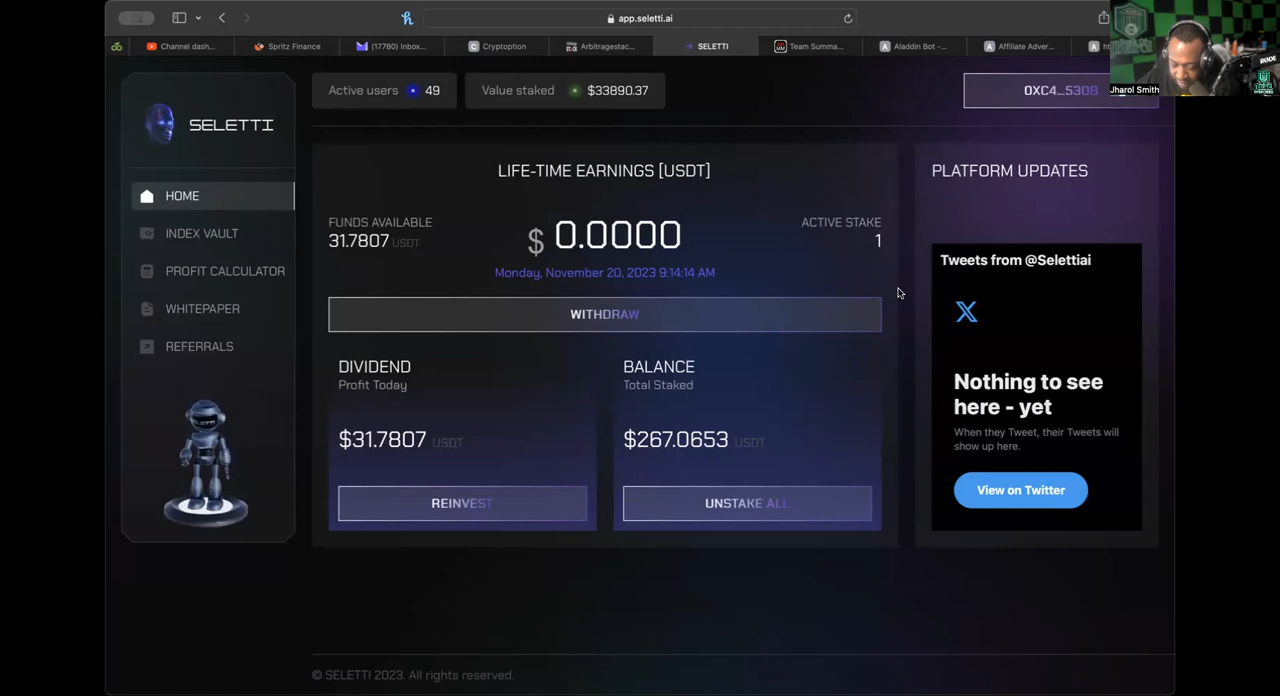 app.seletti.ai
Channel dash...
Spritz Finance
(17780) Inbox...
Cryptoption
Arbitragestac...
SELETTI
Team Summa...
Aladdin Bot -...
Affiliate Adver...
Active users 49
Value staked $33890.37
0XC4...530B
RODE
Jharol Smith
SELETTI
HOME
INDEX VAULT
PROFIT CALCULATOR
WHITEPAPER
REFERRALS
LIFE-TIME EARNINGS [USDT]
FUNDS AVAILABLE
31.7807 USDT
$ 0.0000
ACTIVE STAKE
1
Monday, November 20, 2023 9:14:14 AM
WITHDRAW
DIVIDEND
Profit Today
$31.7807 USDT
REINVEST
BALANCE
Total Staked
$267.0653 USDT
UNSTAKE ALL
PLATFORM UPDATES
Tweets from @Selettiai
Nothing to see
here - yet
When they Tweet, their Tweets will
show up here.
View on Twitter
© SELETTI 2023. All rights reserved.